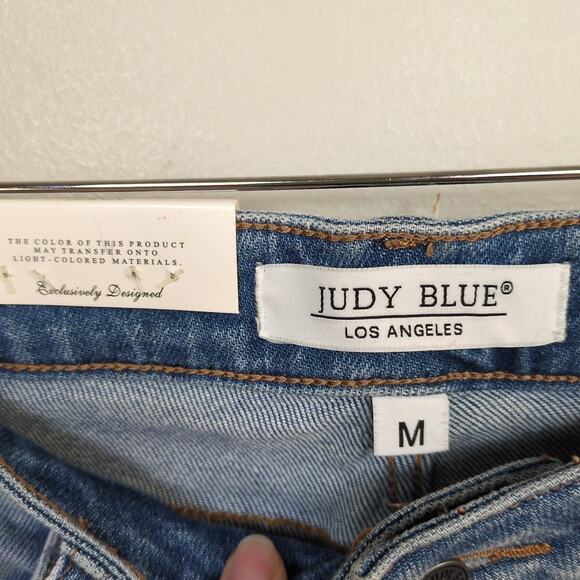 THE COLOR OF THIS PRODUCT
MAY TRANSFER ONTO
LIGHT-COLORED MATERIALS.
Exclusively Designed
JUDY BLUE®
LOS ANGELES
M